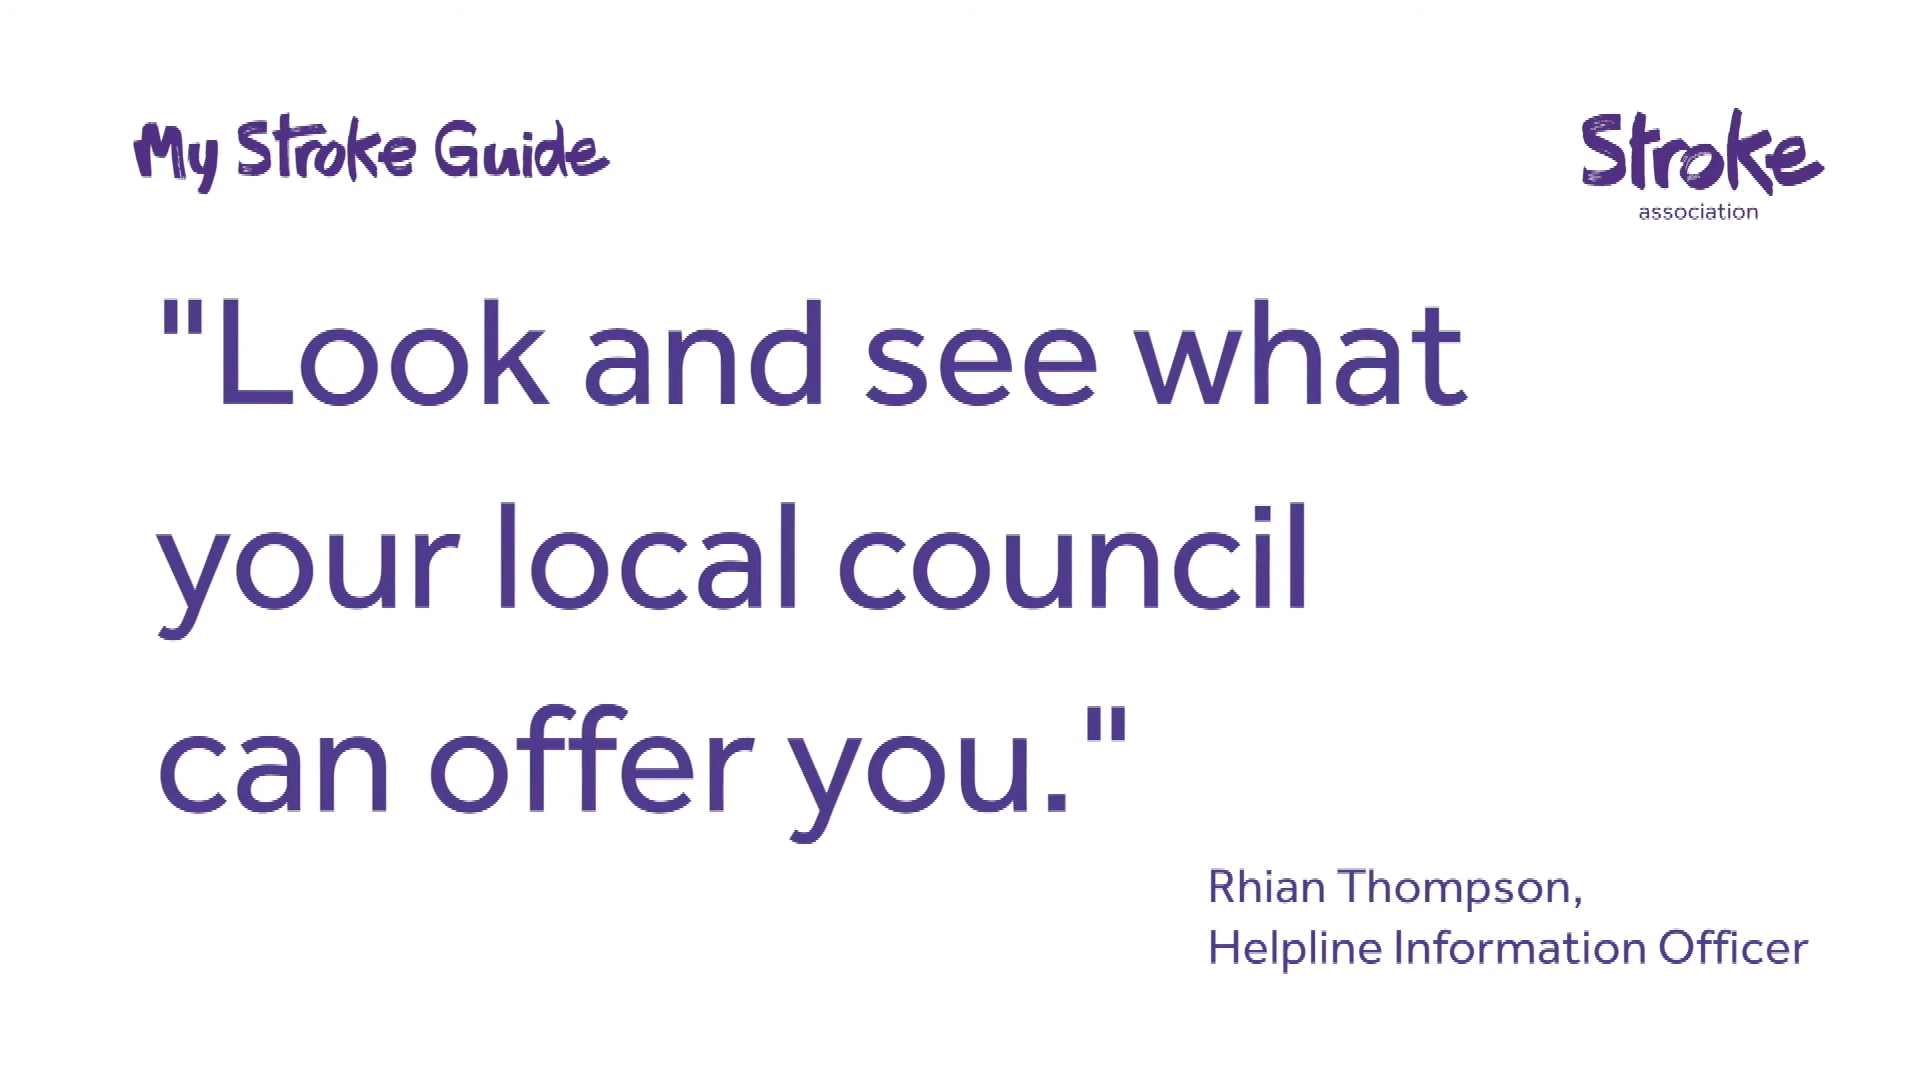 My Stroke Guide
Stroke
association
"Look and see what
your local council
can offer you."
Rhian Thompson,
Helpline Information Officer